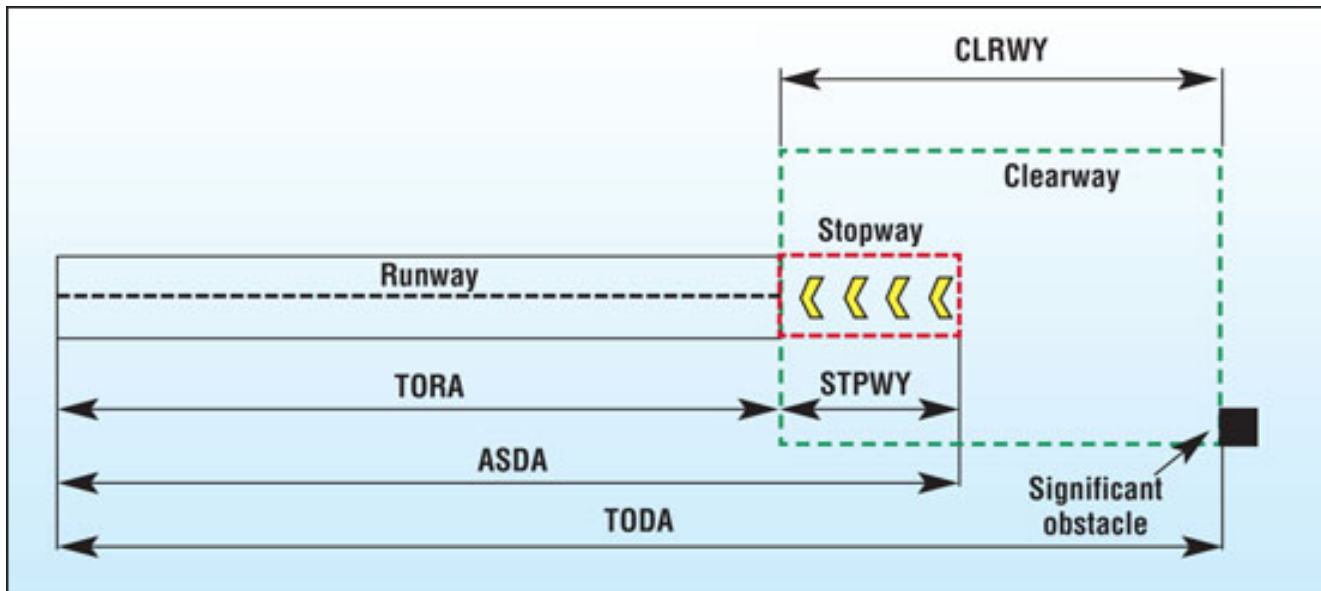 CLRWY
Clearway
Stopway
Runway
TORA
STPWY
ASDA
Significant
obstacle
TODA